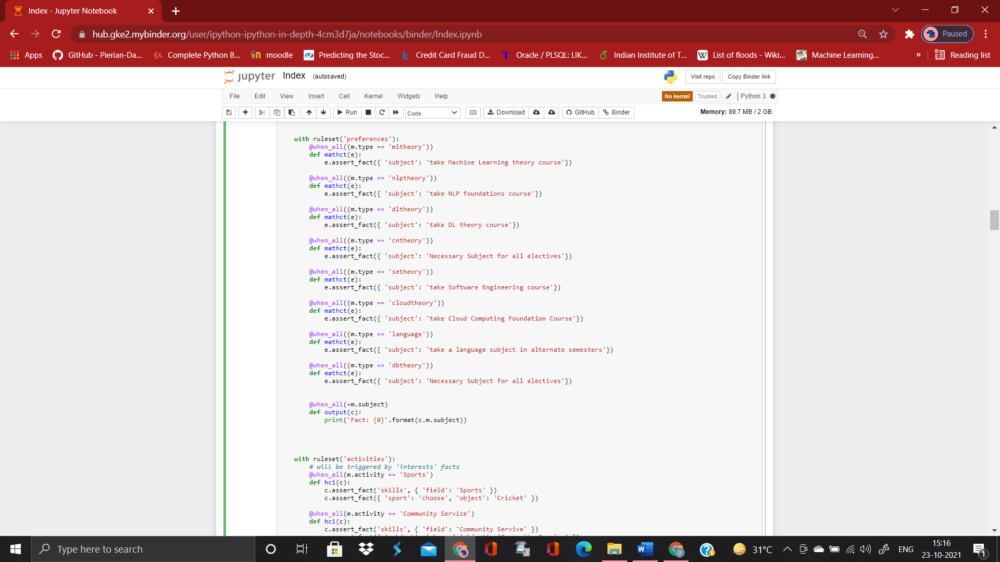 Index - Jupyter Notebook
hub.gke2.mybinder.org/user/ipython-ipython-in-depth-4cm3d7ja/notebooks/binder/Index.ipynb
Paused
Apps GitHub - Pierian-Da... Complete Python B... moodle Predicting the Stoc... k Credit Card Fraud D... T Oracle / PLSQL: LIK... Indian Institute of T... W List of floods - Wiki... Machine Learning... » Reading list
jupyter Index (autosaved) Visit repo Copy Binder link
File Edit View Insert Cell Kernel Widgets Help No kernel Trusted Python 3
Run Code Download GitHub Binder Memory: 89.7 MB / 2 GB
with ruleset('preferences'):
@when_all((m.type == 'mltheory'))
def mathct(e):
e.assert_fact({ 'subject': 'take Machine Learning theory course'})
@when_all((m.type == 'nlptheory'))
def mathct(e):
e.assert_fact({ 'subject': 'take NLP foundations course'})
@when_all((m.type == 'dltheory'))
def mathct(e):
e.assert_fact({ 'subject': 'take DL theory course'})
@when_all((m.type == 'cntheory'))
def mathct(e):
e.assert_fact({ 'subject': 'Necessary Subject for all electives'})
@when_all((m.type == 'setheory'))
def mathct(e):
e.assert_fact({ 'subject': 'take Software Engineering course'})
@when_all((m.type == 'cloudtheory'))
def mathct(e):
e.assert_fact({ 'subject': 'take Cloud Computing Foundation Course'})
@when_all((m.type == 'language'))
def mathct(e):
e.assert_fact({ 'subject': 'take a language subject in alternate semesters'})
@when_all((m.type == 'dbtheory'))
def mathct(e):
e.assert_fact({ 'subject': 'Necessary Subject for all electives'})
@when_all(+m.subject)
def output(c):
print('Fact: {0}'.format(c.m.subject))
with ruleset('activities'):
# will be triggered by 'interests' facts
@when_all(m.activity == 'Sports')
def hci(c):
c.assert_fact('skills', { 'field': 'Sports' })
c.assert_fact({ 'sport': 'choose', 'object': 'Cricket' })
@when_all(m.activity == 'Community Service')
def hci(c):
c.assert_fact('skills', { 'field': 'Community Servive' })
Type here to search
31°C ENG 15:16
23-10-2021
1